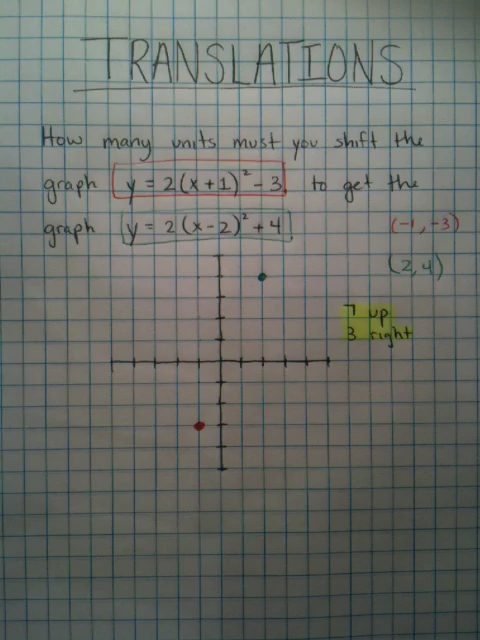 TRANSLATIONS
How many units must you shift the
graph y = 2(x+1)² - 3 to get the
graph y = 2(x-2)² + 4
(-1, -3)
(2, 4)
7 up
3 right